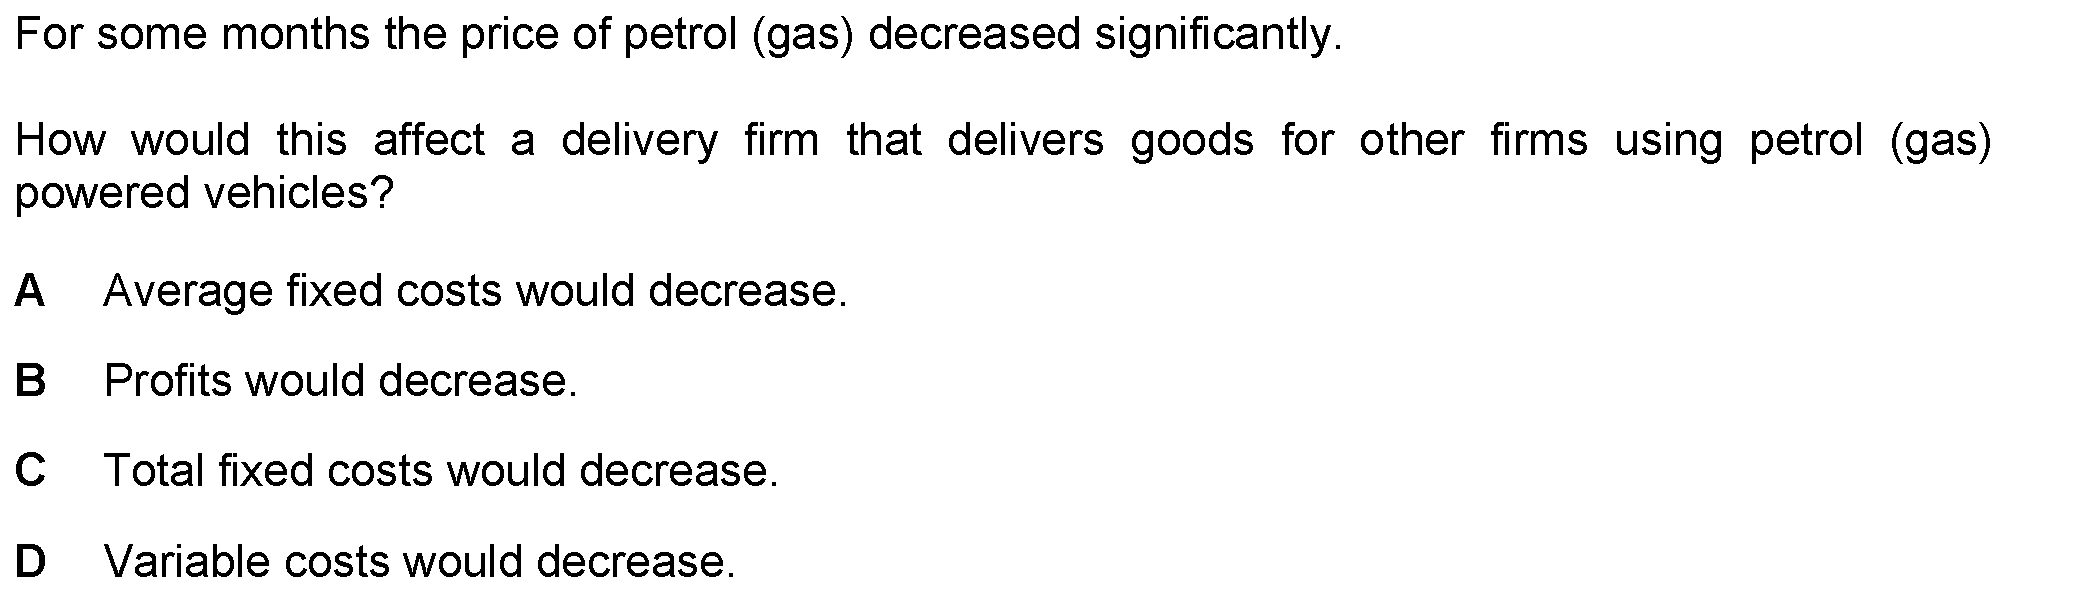 For some months the price of petrol (gas) decreased significantly.
How would this affect a delivery firm that delivers goods for other firms using petrol (gas)
powered vehicles?
A Average fixed costs would decrease.
B Profits would decrease.
C Total fixed costs would decrease.
D Variable costs would decrease.